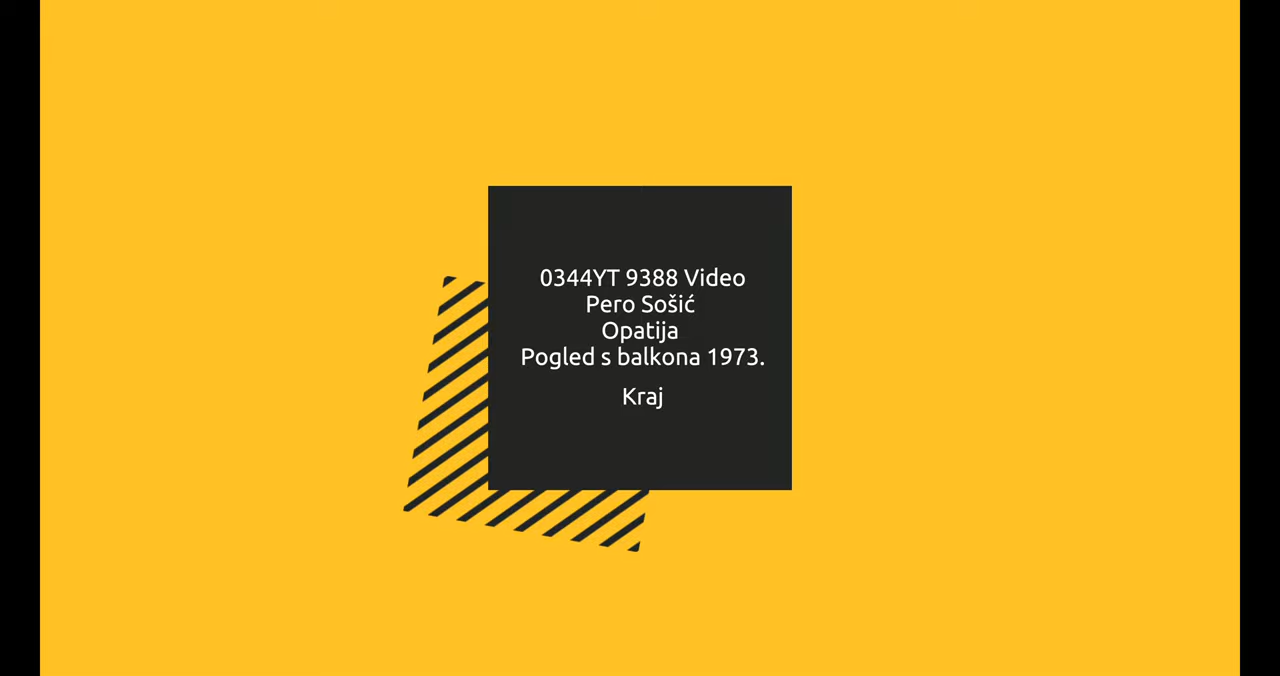 0344YT 9388 Video
Pero Sošić
Opatija
Pogled s balkona 1973.
Kraj